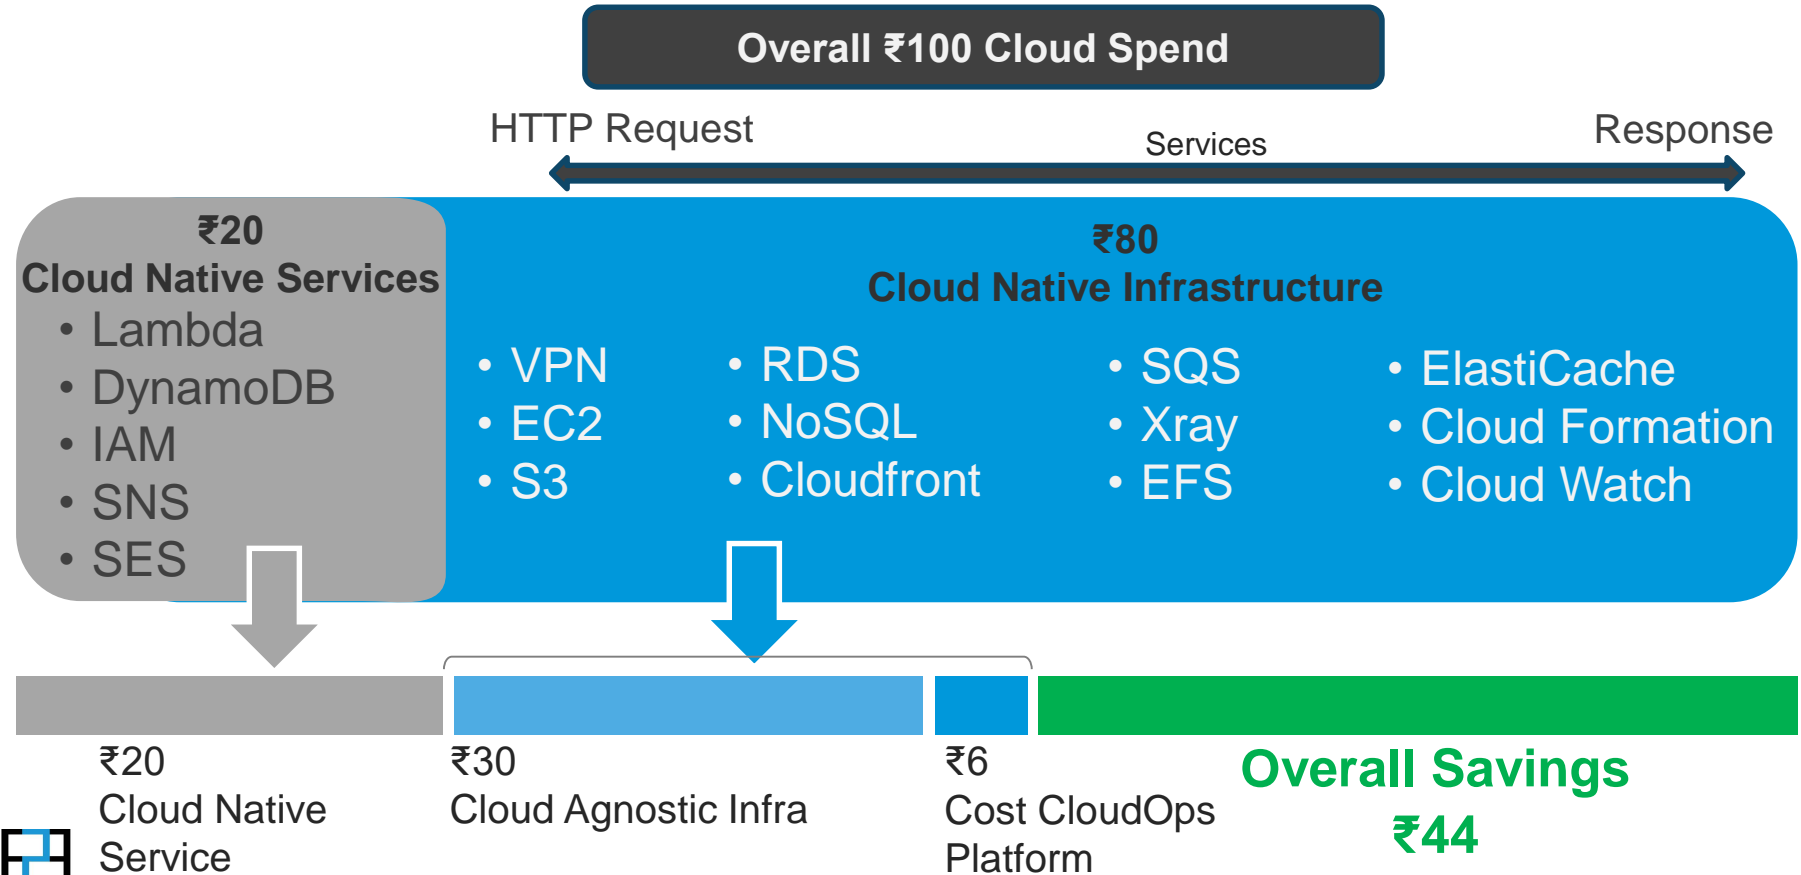 Overall ₹100 Cloud Spend
HTTP Request
Services
Response
₹20
Cloud Native Services
• Lambda
• DynamoDB
• IAM
• SNS
• SES
₹80
Cloud Native Infrastructure
• VPN
• EC2
• S3
• RDS
• NoSQL
• Cloudfront
• SQS
• Xray
• EFS
• ElastiCache
• Cloud Formation
• Cloud Watch
₹20
Cloud Native
Service
₹30
Cloud Agnostic Infra
₹6
Cost CloudOps
Platform
Overall Savings
₹44